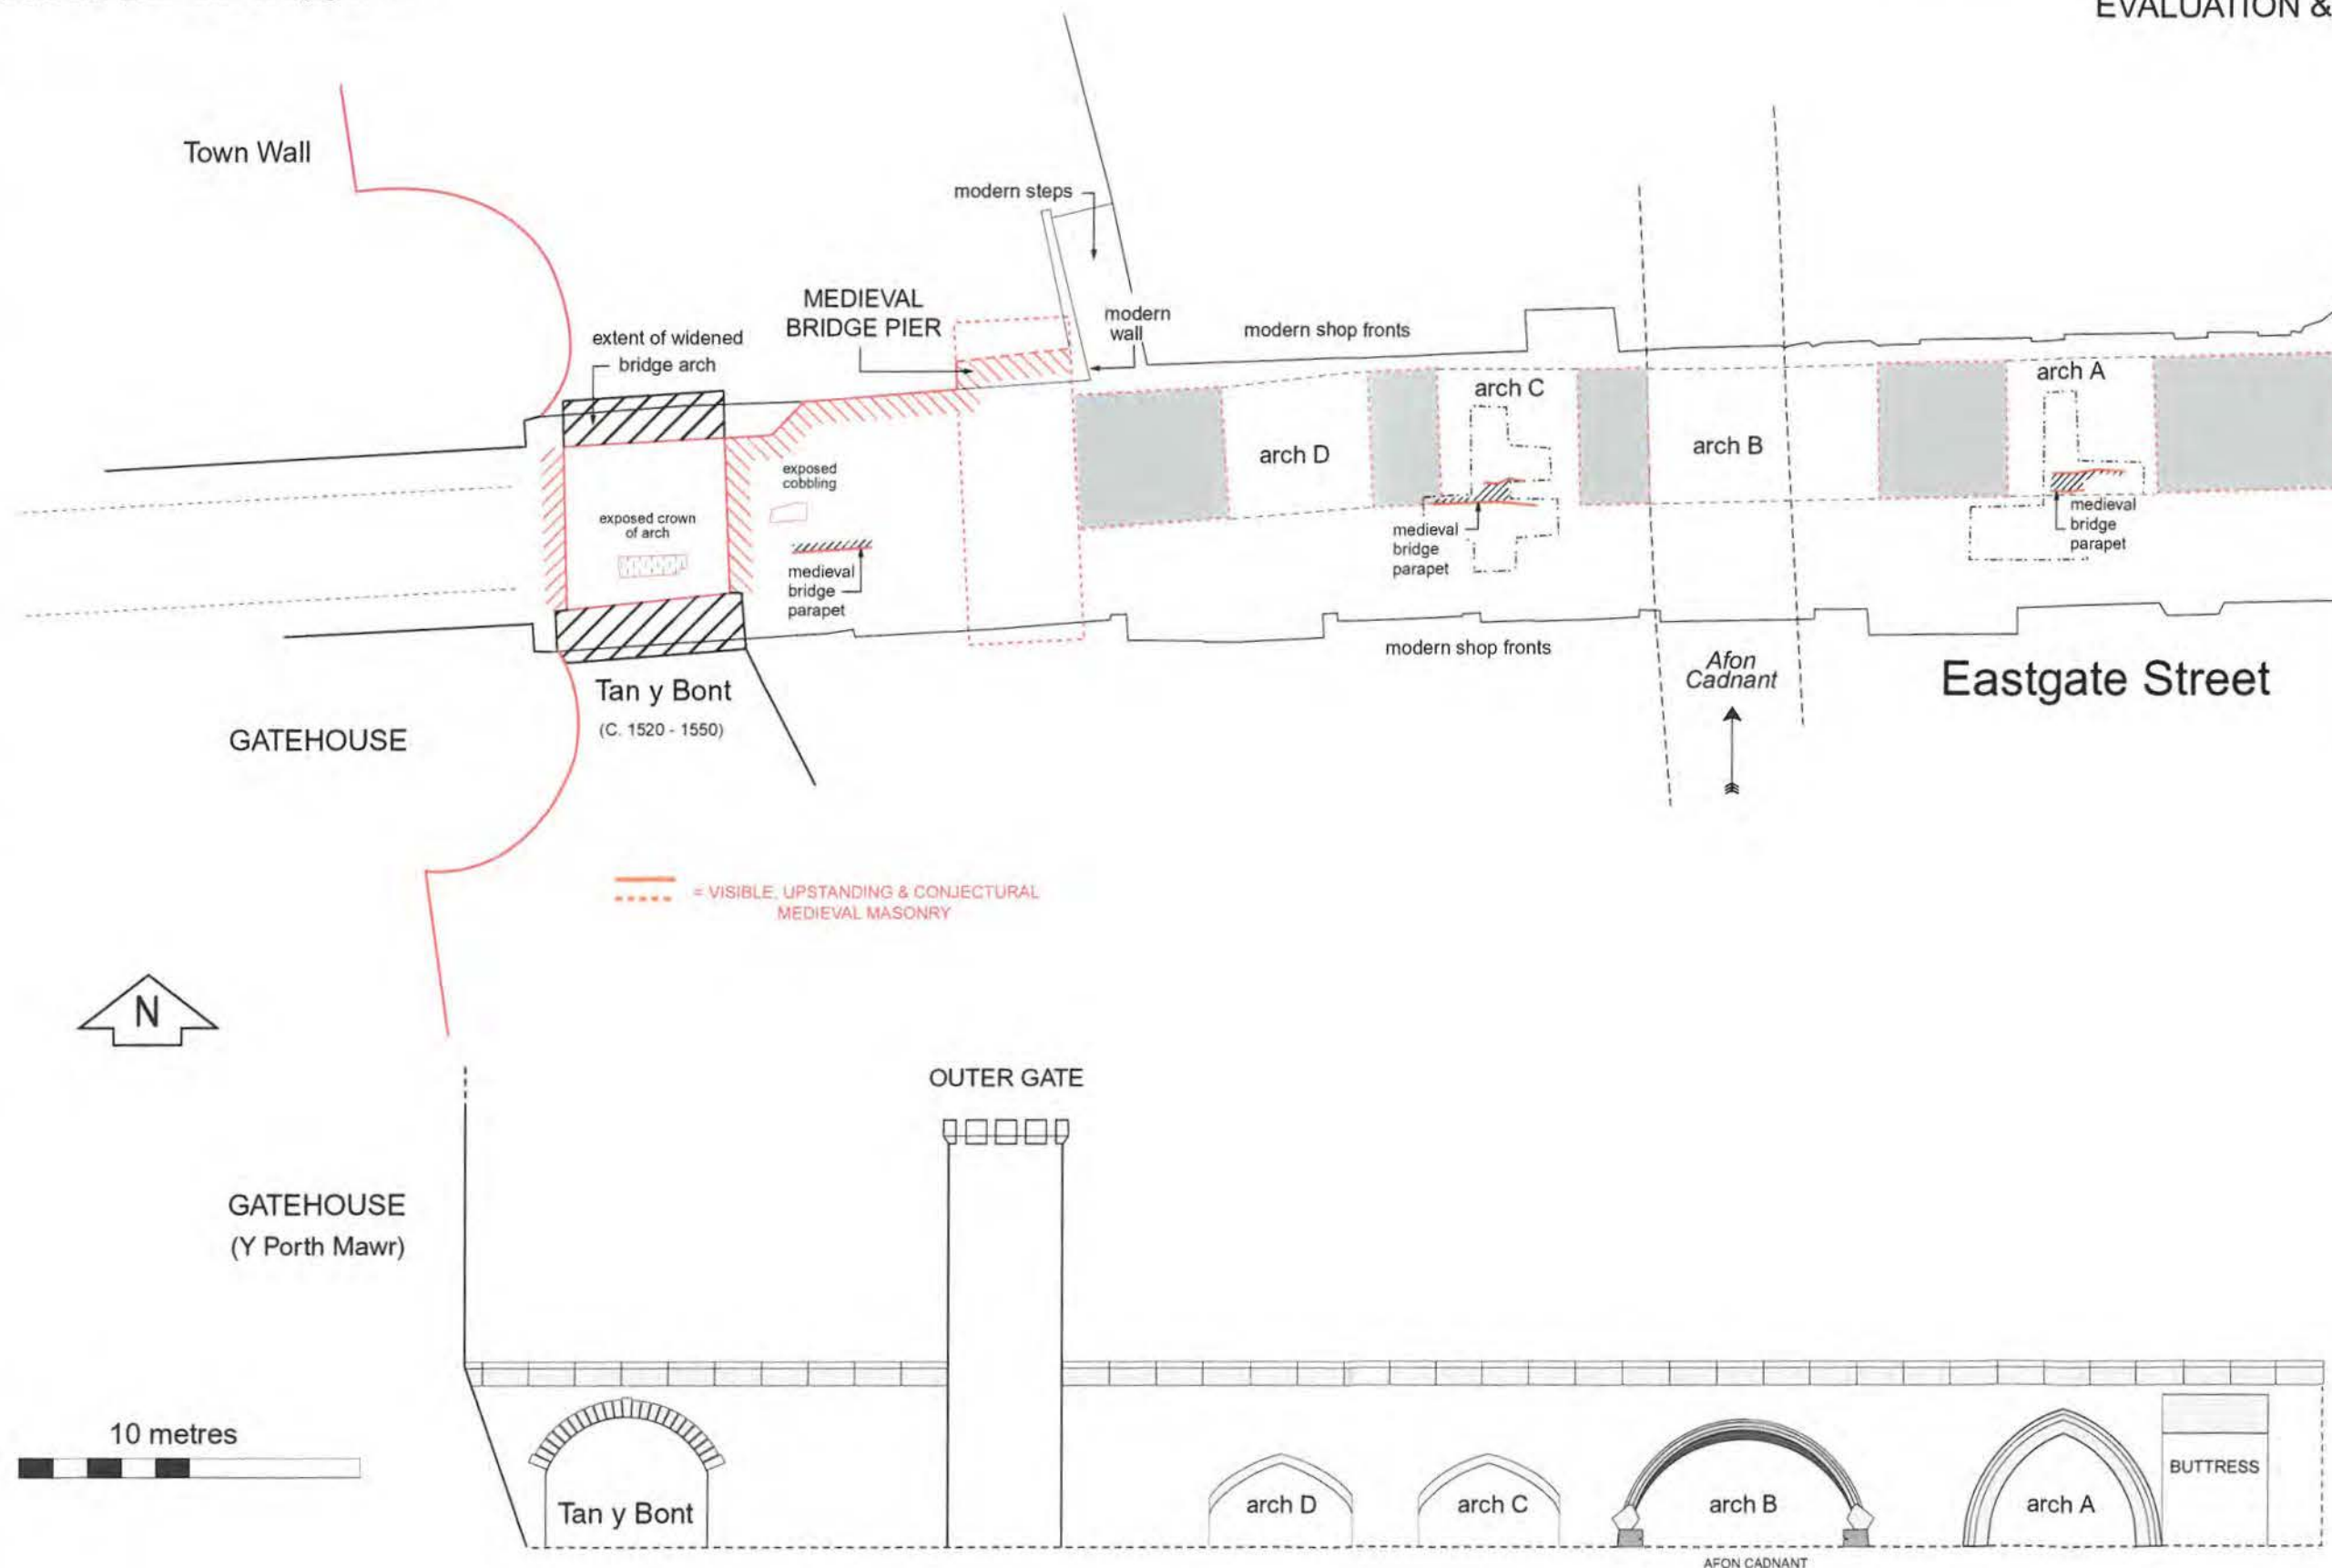 EVALUATION &
Town Wall
modern steps
MEDIEVAL
BRIDGE PIER
modern
wall
modern shop fronts
extent of widened
bridge arch
arch C
arch A
arch D
arch B
exposed
cobbling
exposed crown
of arch
medieval
bridge
parapet
medieval
bridge
parapet
medieval
bridge
parapet
modern shop fronts
Afon
Cadnant
Eastgate Street
Tan y Bont
(C. 1520 - 1550)
GATEHOUSE
= VISIBLE, UPSTANDING & CONJECTURAL
MEDIEVAL MASONRY
N
OUTER GATE
GATEHOUSE
(Y Porth Mawr)
10 metres
Tan y Bont
arch D
arch C
arch B
arch A
BUTTRESS
AFON CADNANT